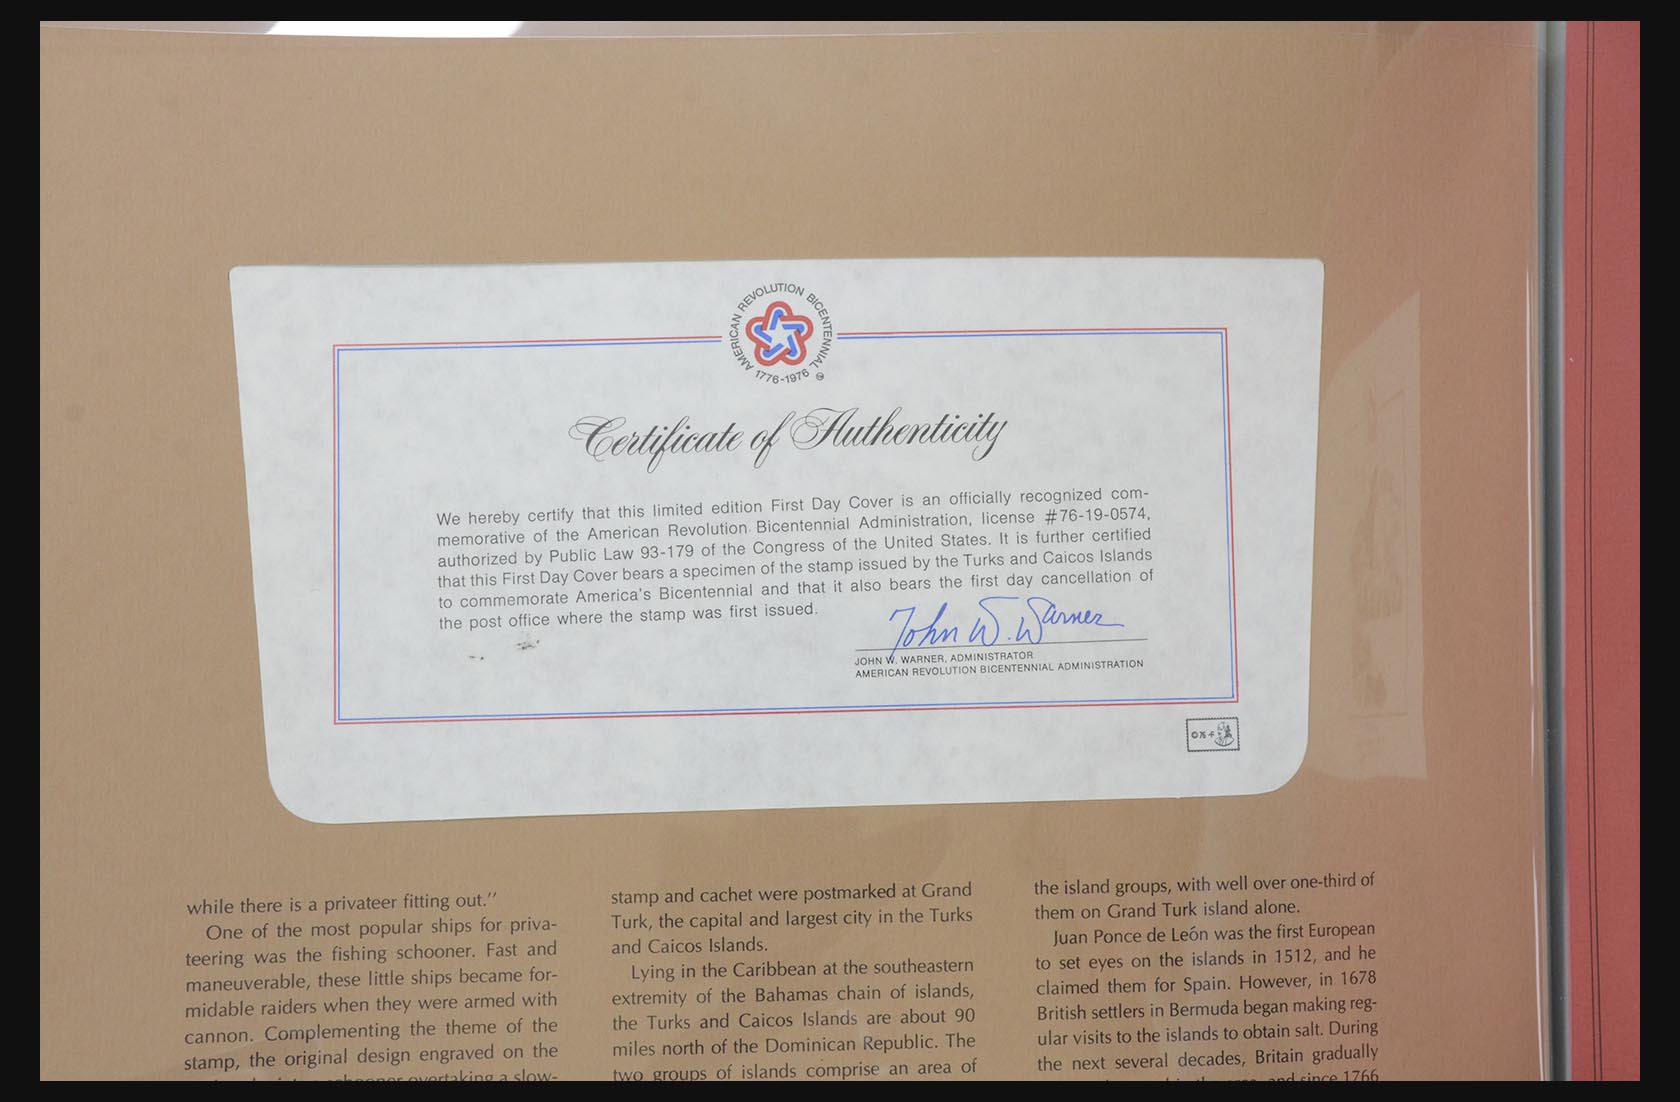 AMERICAN REVOLUTION BICENTENNIAL
1776-1976
Certificate of Authenticity
We hereby certify that this limited edition First Day Cover is an officially recognized com-
memorative of the American Revolution Bicentennial Administration, license #76-19-0574,
authorized by Public Law 93-179 of the Congress of the United States. It is further certified
that this First Day Cover bears a specimen of the stamp issued by the Turks and Caicos Islands
to commemorate America's Bicentennial and that it also bears the first day cancellation of
the post office where the stamp was first issued.
John W. Warner
JOHN W. WARNER, ADMINISTRATOR
AMERICAN REVOLUTION BICENTENNIAL ADMINISTRATION
while there is a privateer fitting out.''
One of the most popular ships for priva-
teering was the fishing schooner. Fast and
maneuverable, these little ships became for-
midable raiders when they were armed with
cannon. Complementing the theme of the
stamp, the original design engraved on the
schooner overtaking a slow-
stamp and cachet were postmarked at Grand
Turk, the capital and largest city in the Turks
and Caicos Islands.
Lying in the Caribbean at the southeastern
extremity of the Bahamas chain of islands,
the Turks and Caicos Islands are about 90
miles north of the Dominican Republic. The
two groups of islands comprise an area of
the island groups, with well over one-third of
them on Grand Turk island alone.
Juan Ponce de León was the first European
to set eyes on the islands in 1512, and he
claimed them for Spain. However, in 1678
British settlers in Bermuda began making reg-
ular visits to the islands to obtain salt. During
the next several decades, Britain gradually
and since 1766